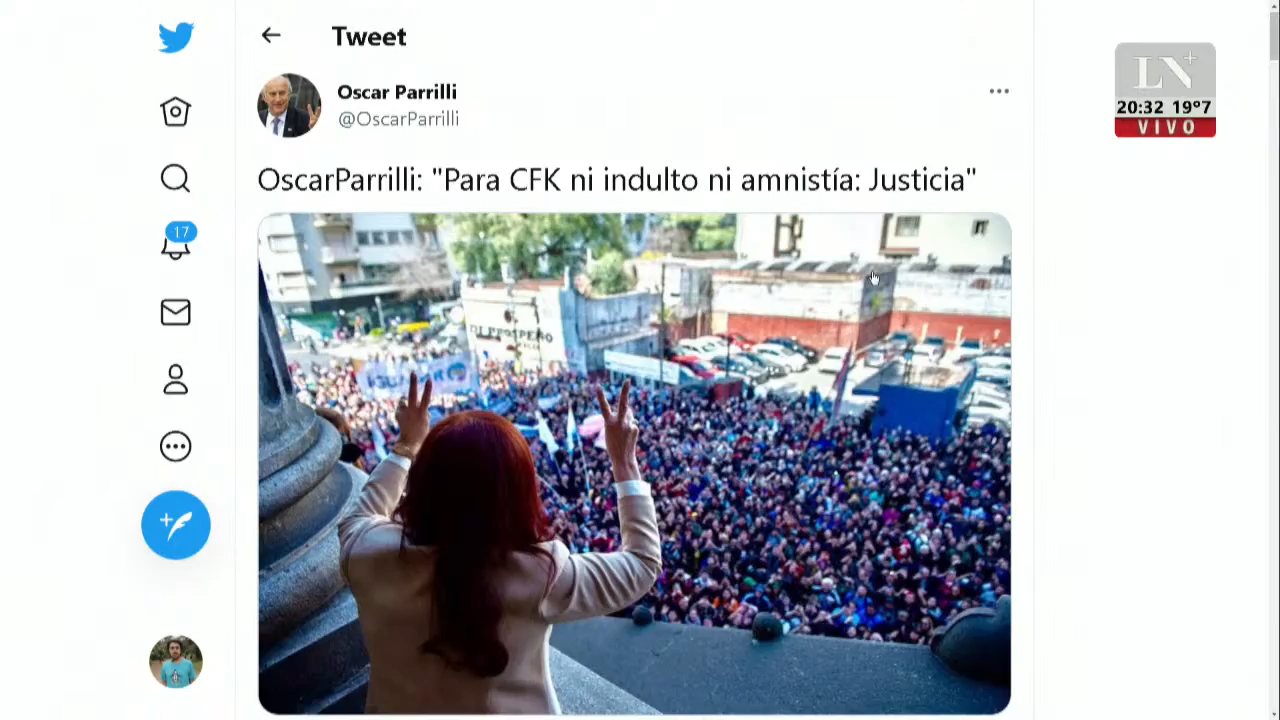 Tweet
Oscar Parrilli
@OscarParrilli
OscarParrilli: "Para CFK ni indulto ni amnistía: Justicia"
17
LN+
20:32 19°7
VIVO